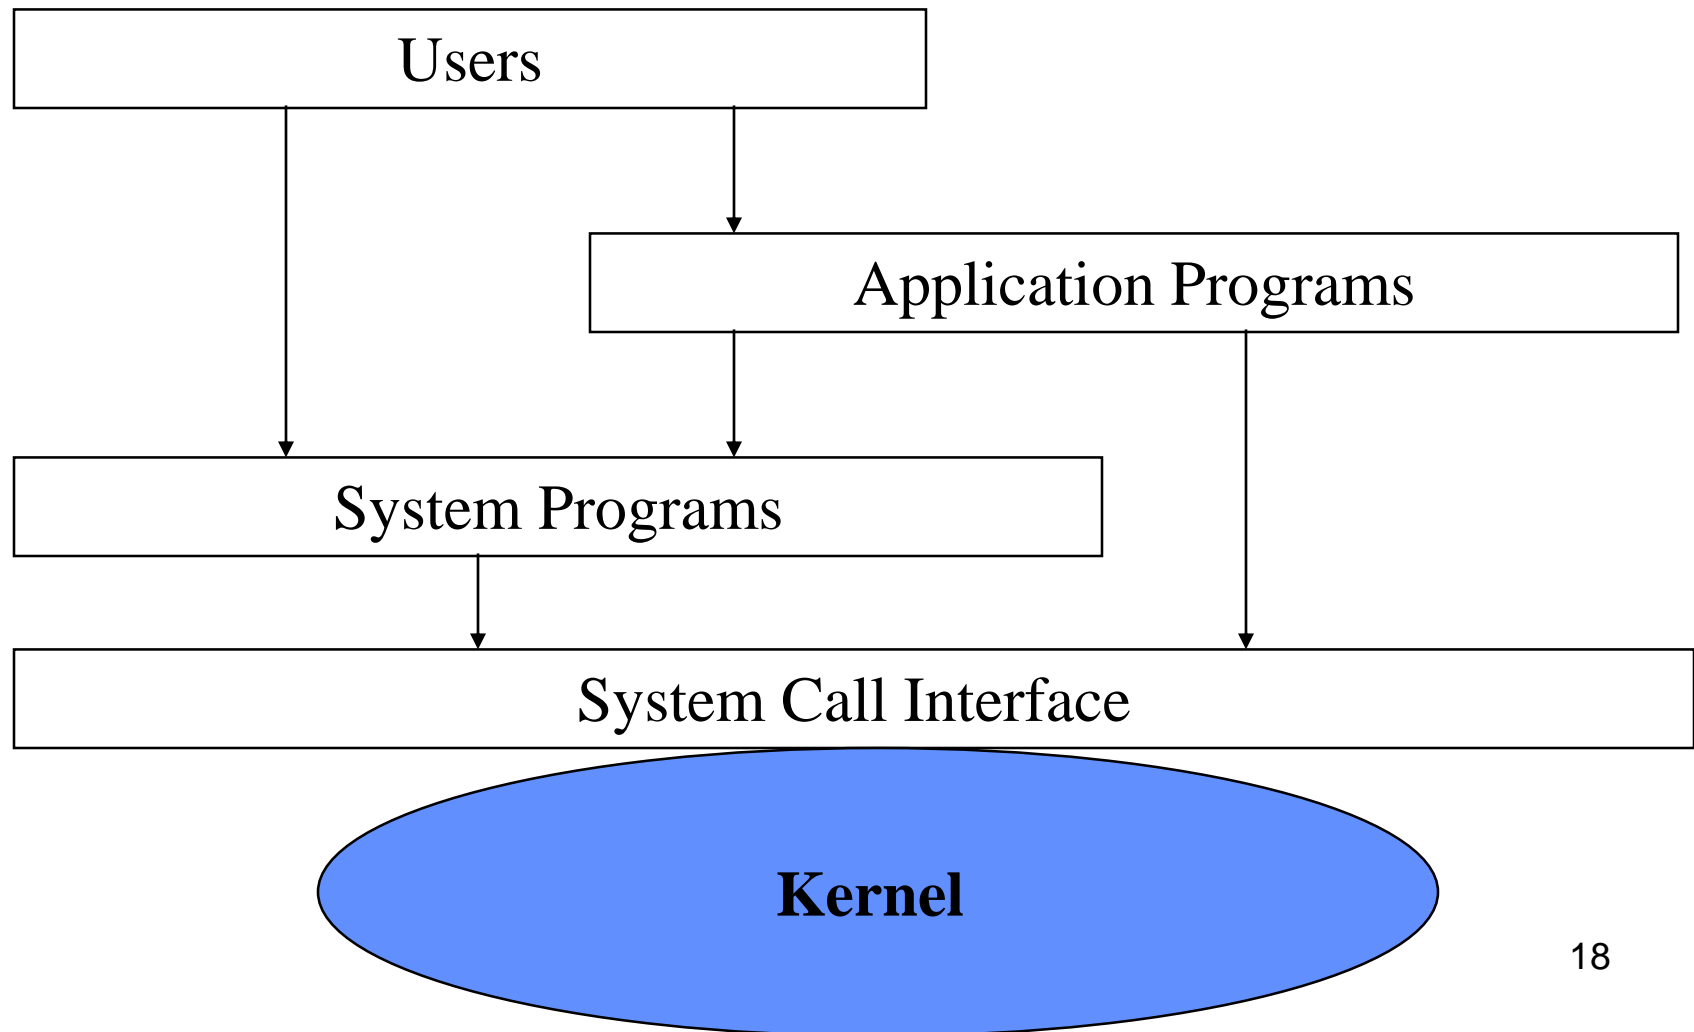 Users
Application Programs
System Programs
System Call Interface
Kernel
18